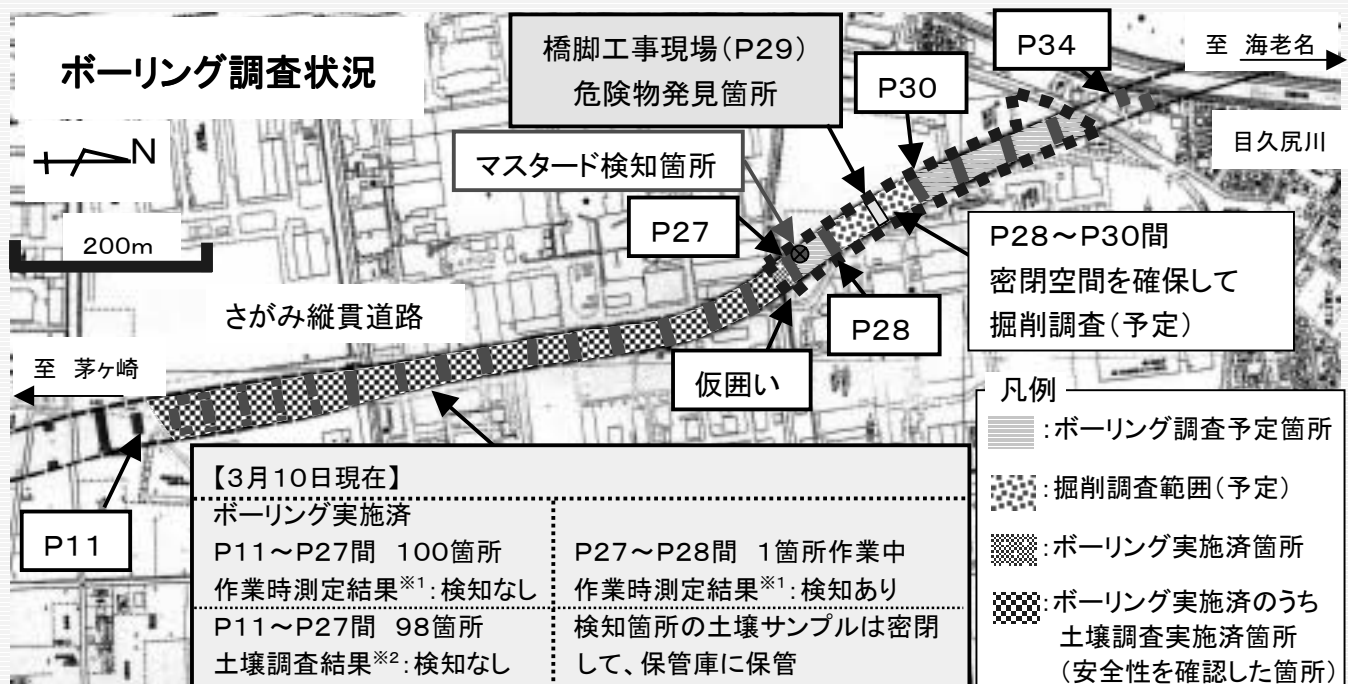 ボーリング調査状況
N
200m
橋脚工事現場(P29)
危険物発見箇所
P34
至 海老名
P30
目久尻川
マスタード検知箇所
P27
P28～P30間
密閉空間を確保して
掘削調査(予定)
P28
仮囲い
さがみ縦貫道路
至 茅ヶ崎
P11
【3月10日現在】
ボーリング実施済
P11～P27間 100箇所
作業時測定結果※1:検知なし
P11～P27間 98箇所
土壌調査結果※2:検知なし
P27～P28間 1箇所作業中
作業時測定結果※1:検知あり
検知箇所の土壌サンプルは密閉
して、保管庫に保管
凡例
:ボーリング調査予定箇所
:掘削調査範囲(予定)
:ボーリング実施済箇所
:ボーリング実施済のうち
土壌調査実施済箇所
(安全性を確認した箇所)